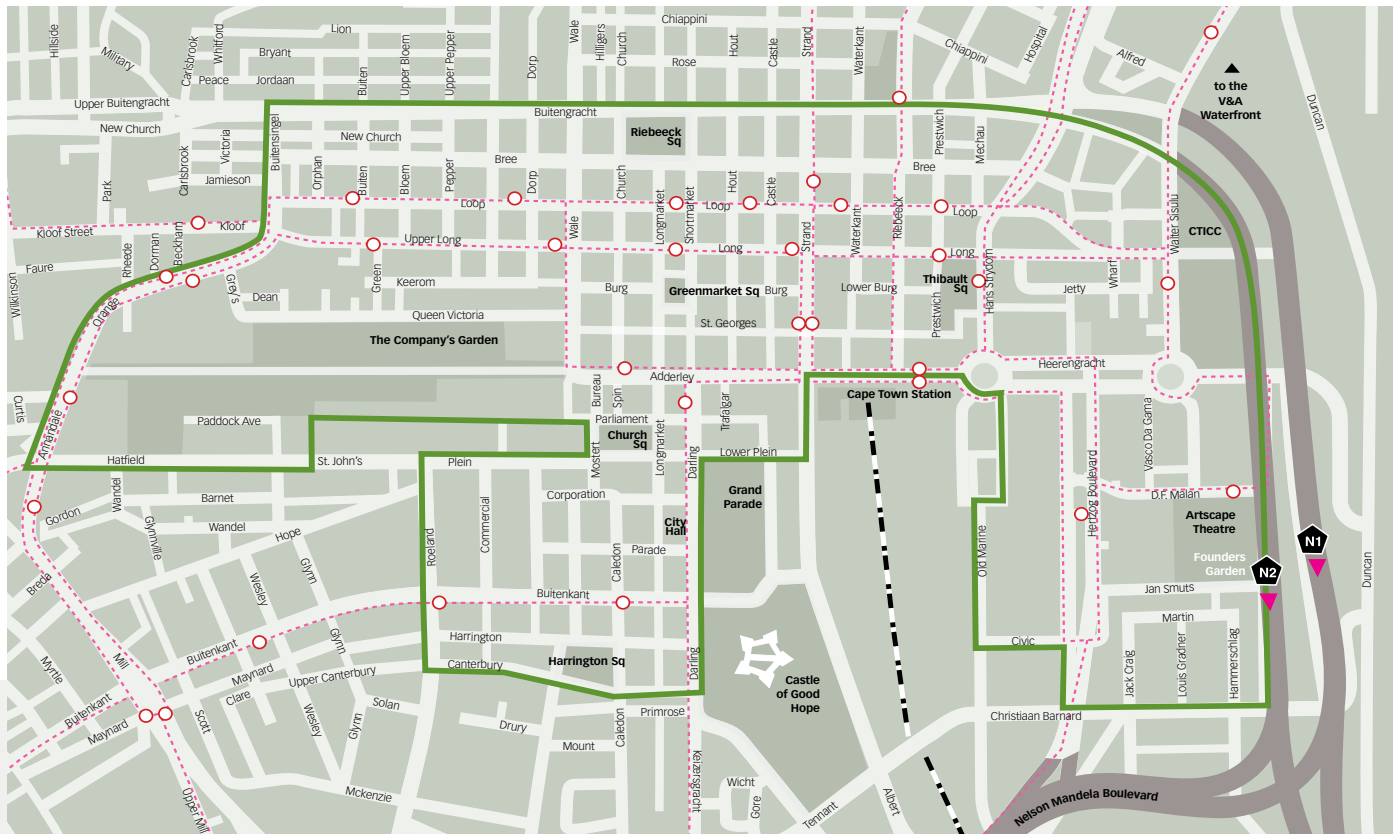 Hillside
Military
Carlsbrook
Whitford
Lion
Bryant
Peace
Jordaan
Buiten
Upper Bloem
Upper Pepper
Dorp
Wale
Hilligers
Church
Chiappini
Rose
Hout
Castle
Strand
Waterkant
Chiappini
Hospital
Alfred
to the
V&A
Waterfront
Duncan
Upper Buitengracht
Buitengracht
New Church
Victoria
Buitensingel
New Church
Riebeeck
Sq
Prestwich
Mechau
Park
Carlsbrook
Jamieson
Orphan
Buiten
Bloem
Pepper
Bree
Dorp
Church
Longmarket
Shortmarket
Hout
Castle
Bree
Kloof Street
Kloof
Loop
Loop
Loop
Wale
Strand
Waterkant
Riebeeck
Walter Sisulu
CTICC
Faure
Rheede
Dorman
Beckham
Upper Long
Long
Long
Wilkinson
Orange
Gray's
Dean
Green
Keerom
Burg
Greenmarket Sq
Burg
Lower Burg
Thibault
Sq
Hans Strydom
Jetty
Wharf
Prestwich
Queen Victoria
St. Georges
The Company's Garden
Heerengracht
Adderley
Cape Town Station
Curtis
Annandale
Paddock Ave
Bureau
Spin
Parliament
Church
Sq
Trafalgar
Vasco Da Gama
Hatfield
St. John's
Plein
Mostert
Longmarket
Darling
Lower Plein
Grand
Parade
Wandel
Barnet
Gordon
Glynnville
Wandel
Hope
Commercial
Corporation
City
Hall
Roeland
Parade
Caledon
Old Marine
Hertzog Boulevard
D.F. Malan
Artscape
Theatre
Founders
Garden
N2
N1
Duncan
Breda
Wesley
Glynn
Buitenkant
Jan Smuts
Martin
Mill
Buitenkant
Glynn
Harrington
Canterbury
Harrington Sq
Darling
Civic
Jack Craig
Louis Gradner
Hammerschlag
Myrtle
Maynard
Clare
Upper Canterbury
Castle
of Good
Hope
Buitenkant
Maynard
Scott
Wesley
Glynn
Solan
Drury
Caledon
Primrose
Christiaan Barnard
Mount
Keizersgracht
Upper Mill
Mckenzie
Wicht
Gore
Tennant
Albert
Nelson Mandela Boulevard